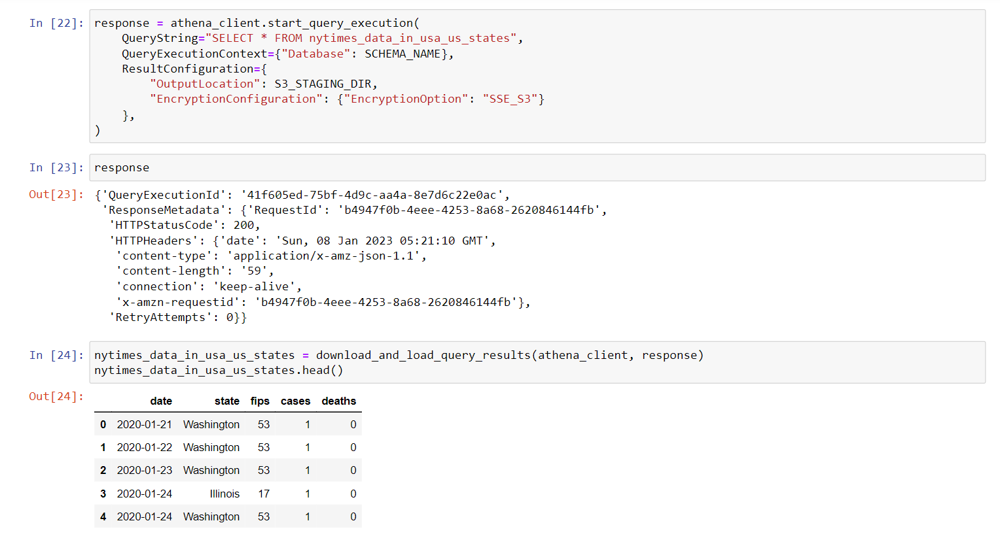 In [22]: response = athena_client.start_query_execution(
    QueryString="SELECT * FROM nytimes_data_in_usa_us_states",
    QueryExecutionContext={"Database": SCHEMA_NAME},
    ResultConfiguration={
        "OutputLocation": S3_STAGING_DIR,
        "EncryptionConfiguration": {"EncryptionOption": "SSE_S3"}
    },
)
In [23]: response
Out[23]: {'QueryExecutionId': '41f605ed-75bf-4d9c-aa4a-8e7d6c22e0ac',
 'ResponseMetadata': {'RequestId': 'b4947f0b-4eee-4253-8a68-2620846144fb',
  'HTTPStatusCode': 200,
  'HTTPHeaders': {'date': 'Sun, 08 Jan 2023 05:21:10 GMT',
   'content-type': 'application/x-amz-json-1.1',
   'content-length': '59',
   'connection': 'keep-alive',
   'x-amzn-requestid': 'b4947f0b-4eee-4253-8a68-2620846144fb'},
  'RetryAttempts': 0}}
In [24]: nytimes_data_in_usa_us_states = download_and_load_query_results(athena_client, response)
nytimes_data_in_usa_us_states.head()
Out[24]:
date state fips cases deaths
0 2020-01-21 Washington 53 1 0
1 2020-01-22 Washington 53 1 0
2 2020-01-23 Washington 53 1 0
3 2020-01-24 Illinois 17 1 0
4 2020-01-24 Washington 53 1 0